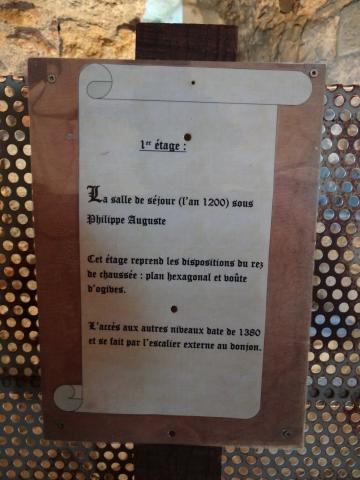 1er étage :
La salle de séjour (l'an 1200) sous
Philippe Auguste
Cet étage reprend les dispositions du rez
de chaussée : plan hexagonal et voûte
d'ogives.
L'accés aux autres niveaux date de 1380
et se fait par l'escalier externe au donjon.